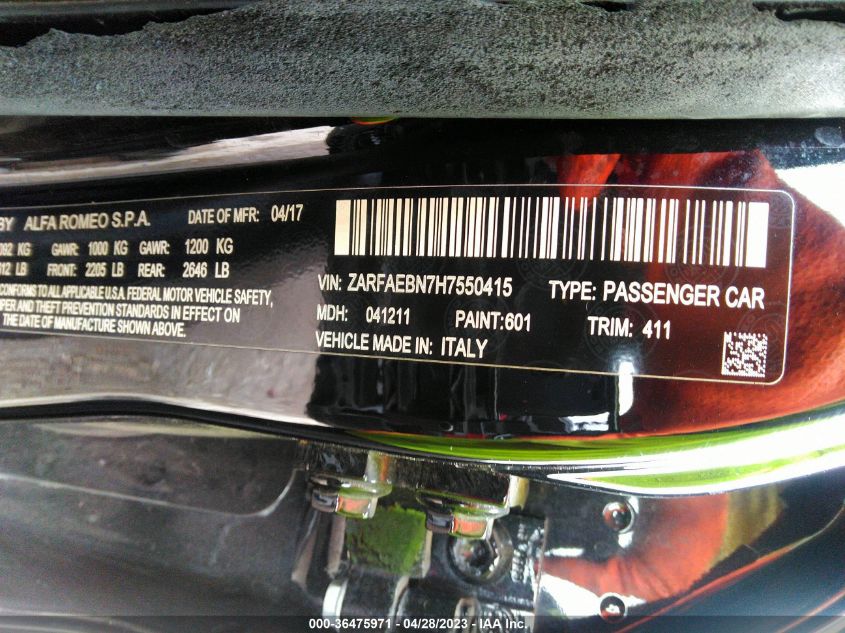 BY ALFA ROMEO S.P.A. DATE OF MFR: 04/17
092 KG GAWR: 1000 KG GAWR: 1200 KG
612 LB FRONT: 2205 LB REAR: 2646 LB
CONFORMS TO ALL APPLICABLE U.S.A. FEDERAL MOTOR VEHICLE SAFETY,
AND THEFT PREVENTION STANDARDS IN EFFECT ON
THE DATE OF MANUFACTURE SHOWN ABOVE.
VIN: ZARFAEBN7H7550415 TYPE: PASSENGER CAR
MDH: 041211 PAINT:601 TRIM: 411
VEHICLE MADE IN: ITALY
000-36475971 - 04/28/2023 - IAA Inc.